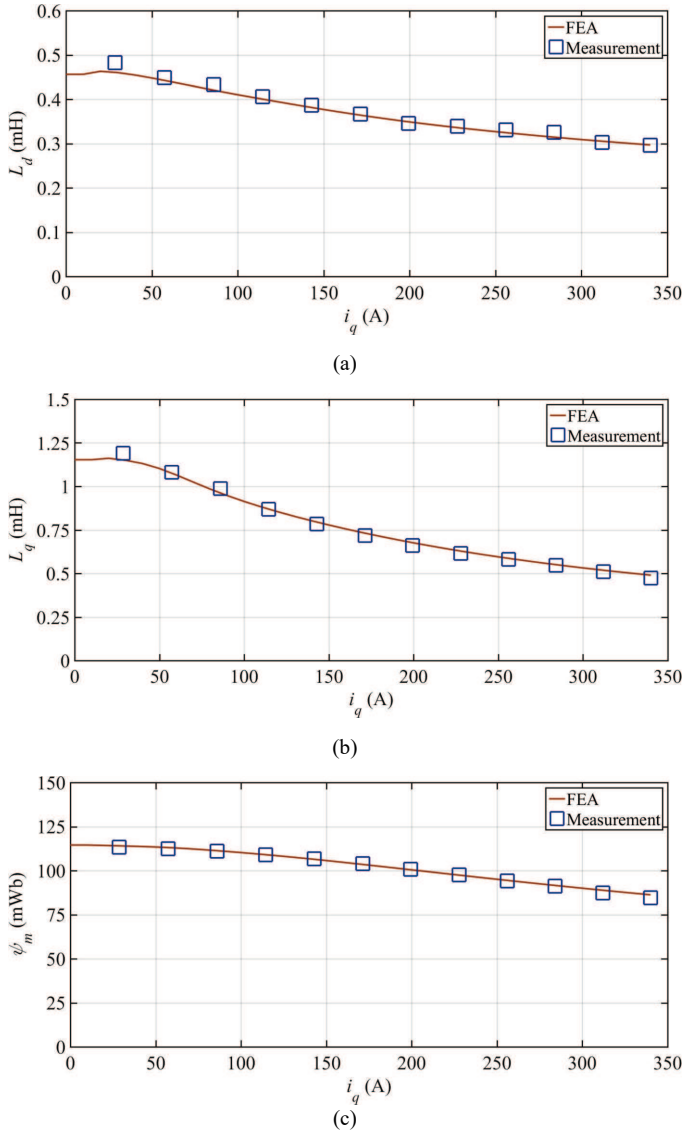 0.6
FEA
Measurement
0.5
0.4
L_d (mH)
0.3
0.2
0.1
0
0 50 100 150 200 250 300 350
i_q (A)
(a)
1.5
FEA
Measurement
1.25
1
L_q (mH)
0.75
0.5
0.25
0
0 50 100 150 200 250 300 350
i_q (A)
(b)
150
FEA
Measurement
125
100
ψ_m (mWb)
75
50
25
0
0 50 100 150 200 250 300 350
i_q (A)
(c)